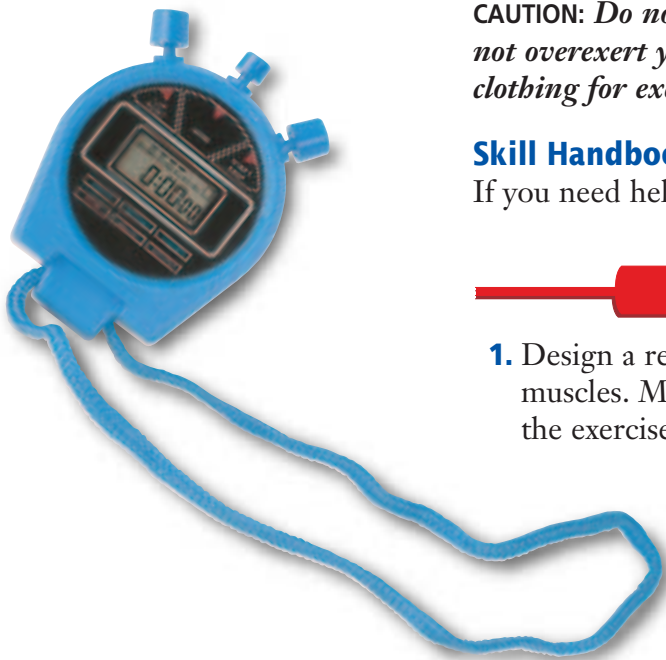 CAUTION: Do no
not overexert y
clothing for exe
Skill Handboo
If you need hel
1. Design a re
muscles. M
the exercise
0:0000